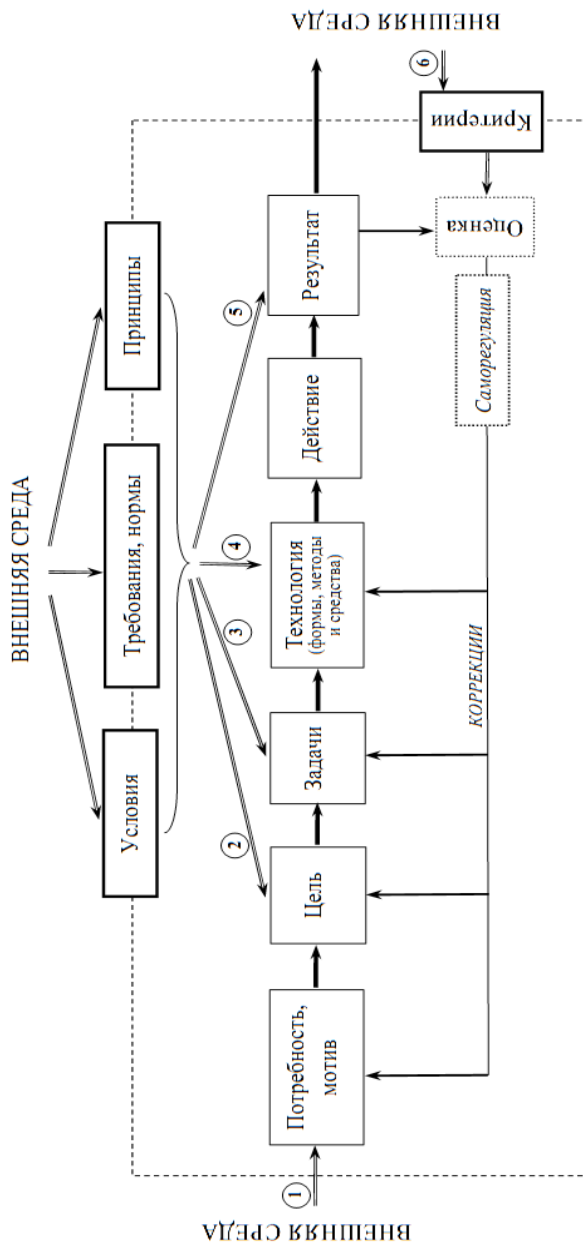 ВНЕШНЯЯ СРЕДА
Условия
Требования, нормы
Принципы
ВНЕШНЯЯ СРЕДА
1
2
3
4
5
Потребность,
мотив
Цель
Задачи
Технология
(формы, методы
и средства)
Действие
Результат
ВНЕШНЯЯ СРЕДА
6
Критерии
Оценка
Саморегуляция
КОРРЕКЦИИ